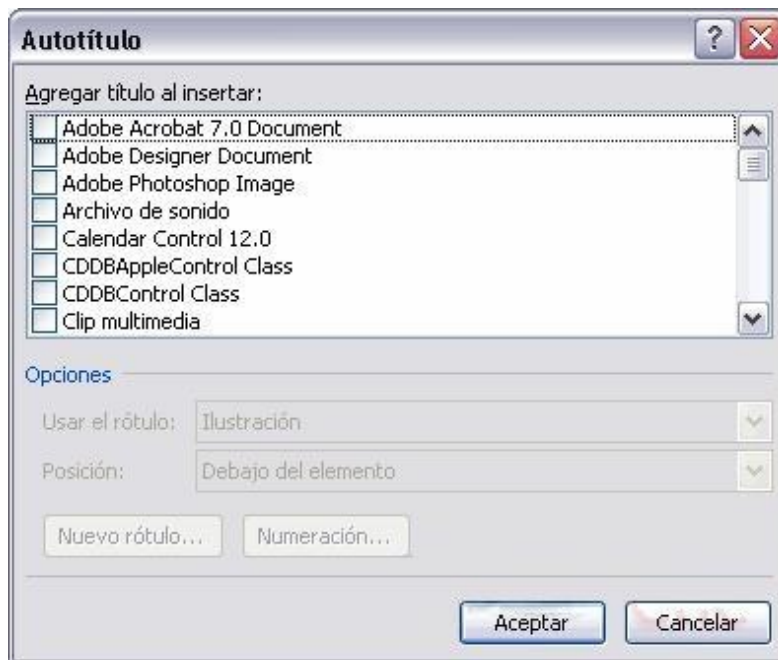 Autotítulo
Agregar título al insertar:
Adobe Acrobat 7.0 Document
Adobe Designer Document
Adobe Photoshop Image
Archivo de sonido
Calendar Control 12.0
CDDBAppleControl Class
CDDBControl Class
Clip multimedia
Opciones
Usar el rótulo: Ilustración
Posición: Debajo del elemento
Nuevo rótulo... Numeración...
Aceptar Cancelar